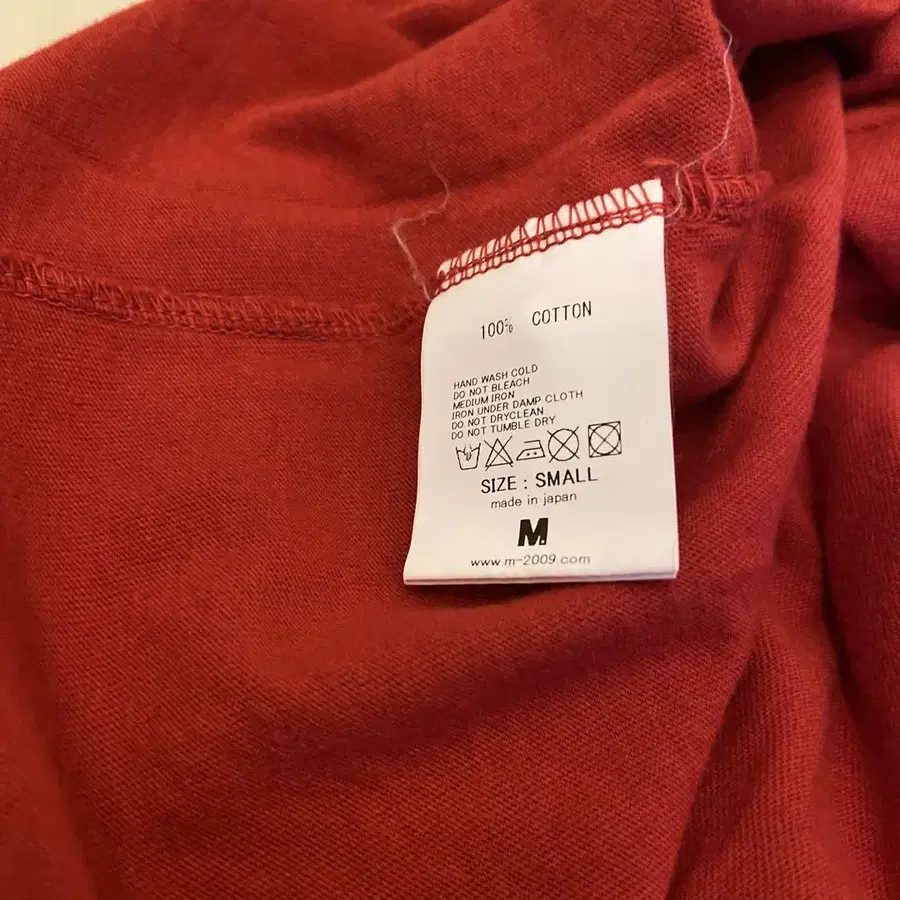 100% COTTON
HAND WASH COLD
DO NOT BLEACH
MEDIUM IRON
IRON UNDER DAMP CLOTH
DO NOT DRYCLEAN
DO NOT TUMBLE DRY
SIZE : SMALL
made in japan
M.
www.m-2009.com